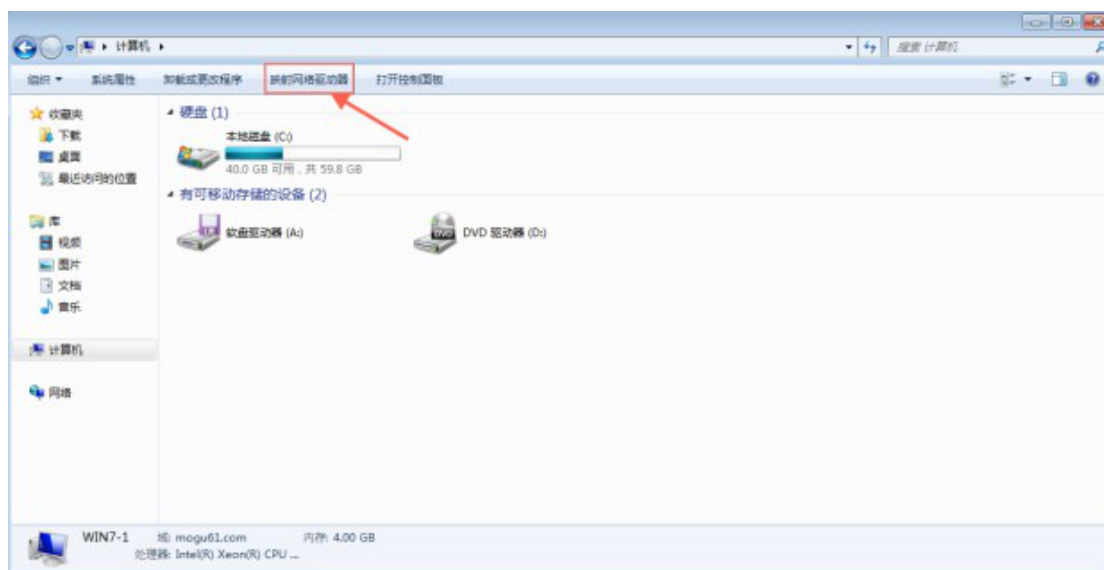 计算机
搜索 计算机
组织 系统属性 卸载或更改程序 映射网络驱动器 打开控制面板
收藏夹
下载
桌面
最近访问的位置
库
视频
图片
文档
音乐
计算机
网络
硬盘 (1)
本地磁盘 (C:)
40.0 GB 可用，共 59.8 GB
有可移动存储的设备 (2)
软盘驱动器 (A:)
DVD 驱动器 (D:)
WIN7-1 域: mogu61.com 内存: 4.00 GB
处理器: Intel(R) Xeon(R) CPU ...